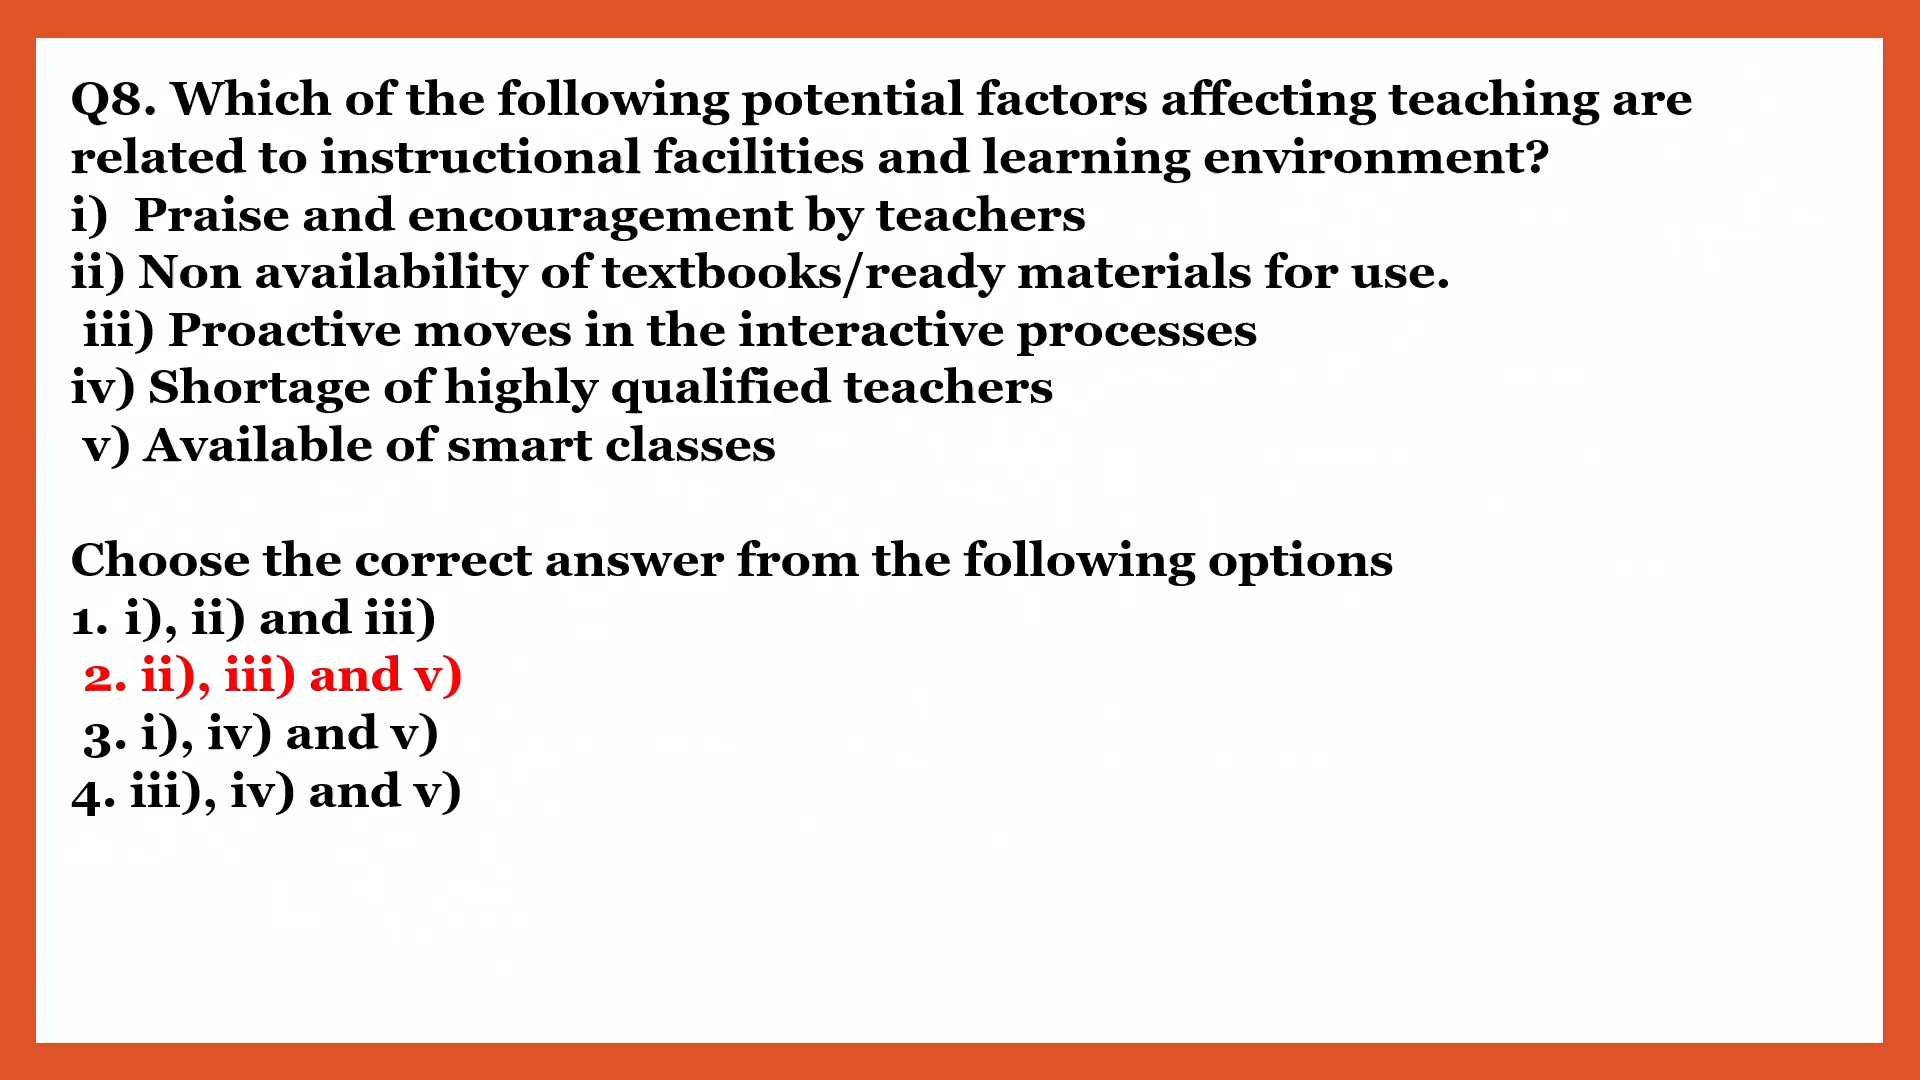 Q8. Which of the following potential factors affecting teaching are
related to instructional facilities and learning environment?
i) Praise and encouragement by teachers
ii) Non availability of textbooks/ready materials for use.
iii) Proactive moves in the interactive processes
iv) Shortage of highly qualified teachers
v) Available of smart classes
Choose the correct answer from the following options
1. i), ii) and iii)
2. ii), iii) and v)
3. i), iv) and v)
4. iii), iv) and v)